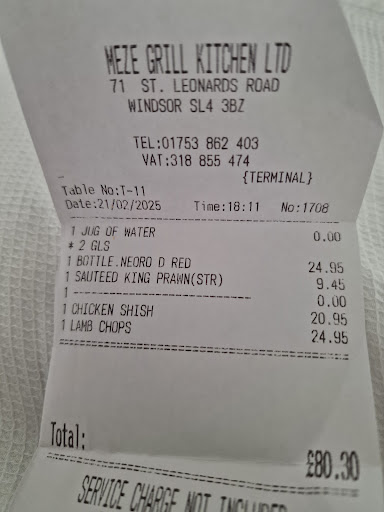 MEZE GRILL KITCHEN LTD
71 ST. LEONARDS ROAD
WINDSOR SL4 3BZ
TEL:01753 862 403
VAT:318 855 474
{TERMINAL}
Table No:T-11
Date:21/02/2025 Time:18:11 No:1708
1 JUG OF WATER 0.00
* 2 GLS
1 BOTTLE.NEORO D RED 24.95
1 SAUTEED KING PRAWN(STR) 9.45
1 ------------------------ 0.00
1 CHICKEN SHISH 20.95
1 LAMB CHOPS 24.95
Total: £80.30
SERVICE CHARGE NOT INCLUDED